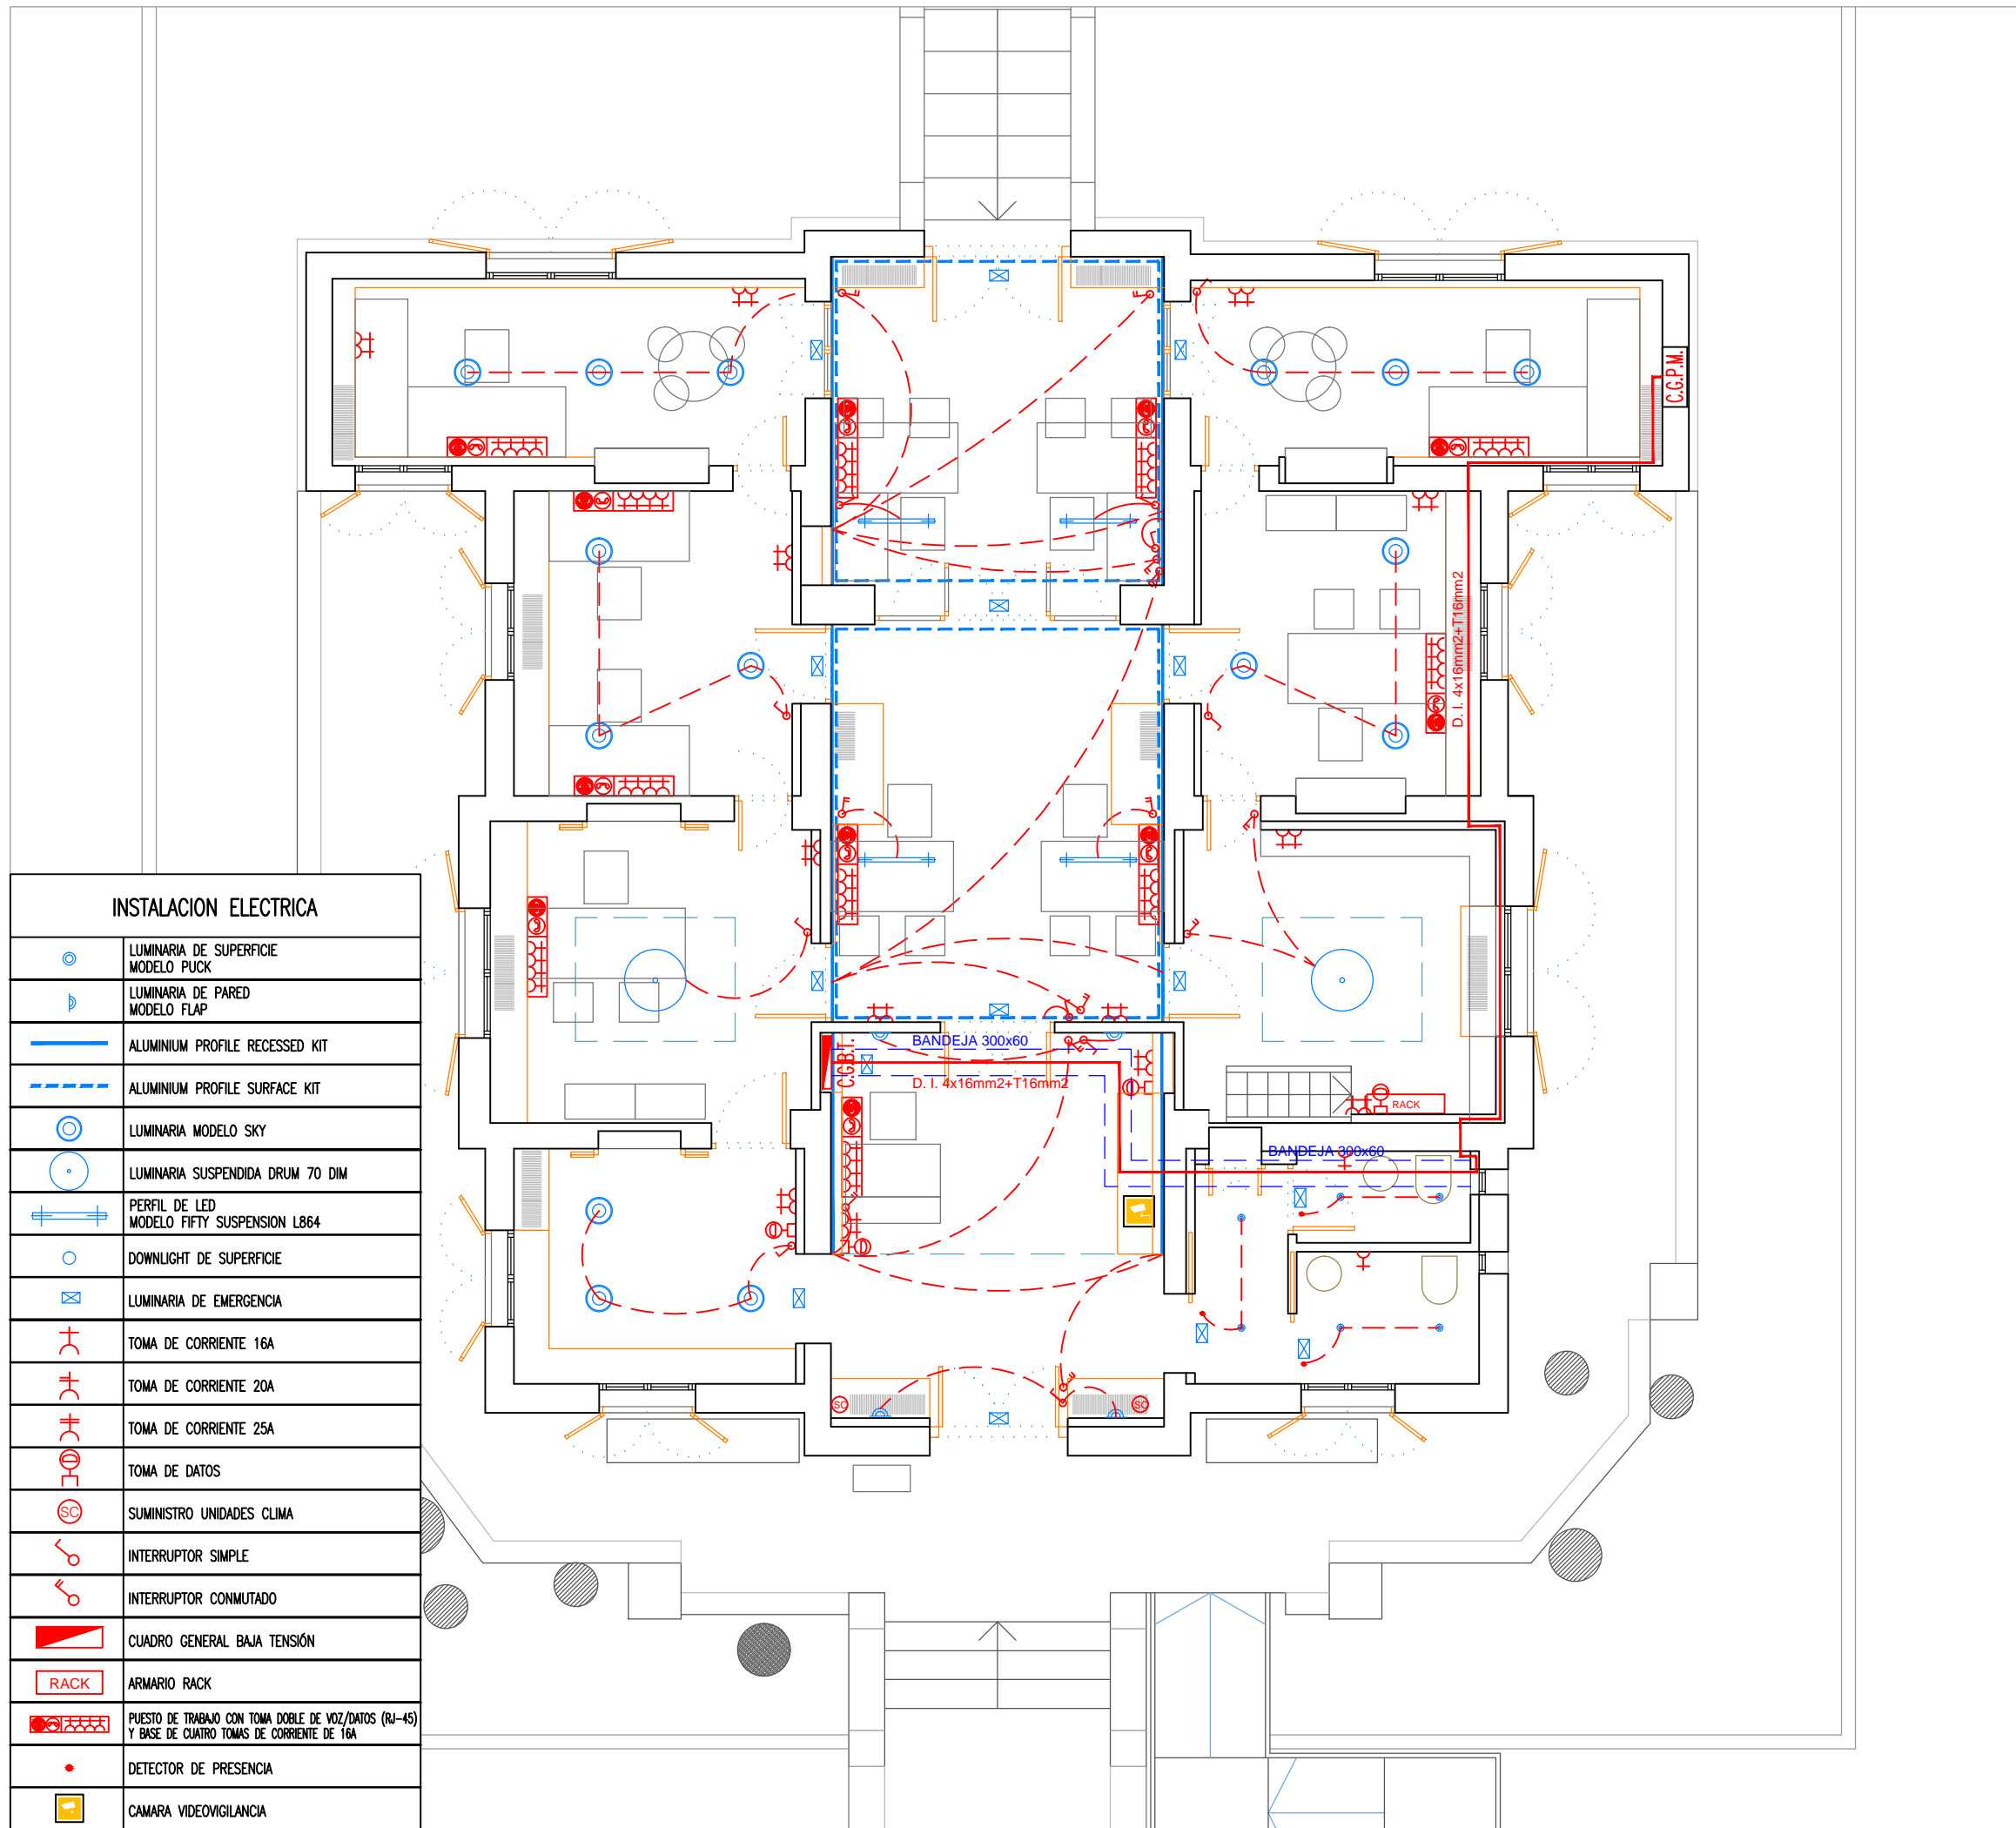 C.G.P.M.
D. I. 4x16mm2+T16mm2
INSTALACION ELECTRICA
LUMINARIA DE SUPERFICIE
MODELO PUCK
LUMINARIA DE PARED
MODELO FLAP
ALUMINIUM PROFILE RECESSED KIT
ALUMINIUM PROFILE SURFACE KIT
LUMINARIA MODELO SKY
LUMINARIA SUSPENDIDA DRUM 70 DIM
PERFIL DE LED
MODELO FIFTY SUSPENSION L864
DOWNLIGHT DE SUPERFICIE
LUMINARIA DE EMERGENCIA
TOMA DE CORRIENTE 16A
TOMA DE CORRIENTE 20A
TOMA DE CORRIENTE 25A
TOMA DE DATOS
SC
SUMINISTRO UNIDADES CLIMA
INTERRUPTOR SIMPLE
INTERRUPTOR CONMUTADO
CUADRO GENERAL BAJA TENSIÓN
RACK
ARMARIO RACK
PUESTO DE TRABAJO CON TOMA DOBLE DE VOZ/DATOS (RJ-45)
Y BASE DE CUATRO TOMAS DE CORRIENTE DE 16A
DETECTOR DE PRESENCIA
CAMARA VIDEOVIGILANCIA
C.G.B.T.
BANDEJA 300x60
D. I. 4x16mm2+T16mm2
RACK
BANDEJA 300x60
SC
SC